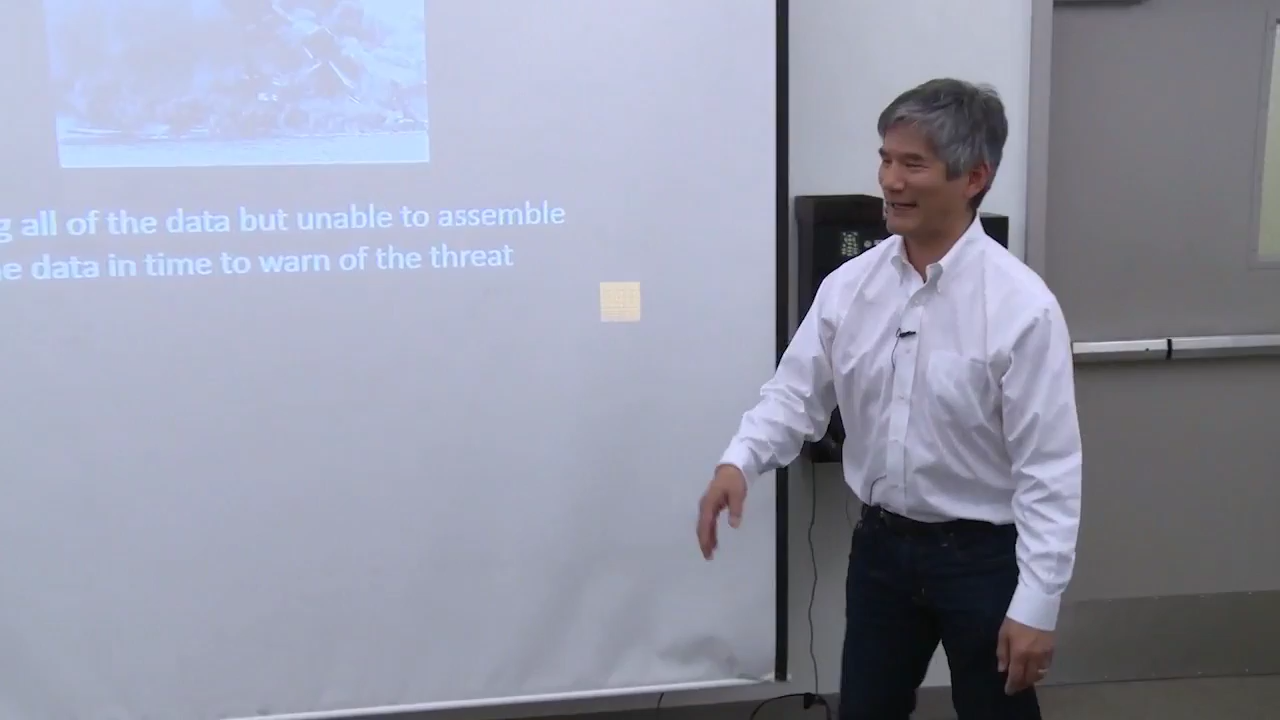 all of the data but unable to assemble
data in time to warn of the threat